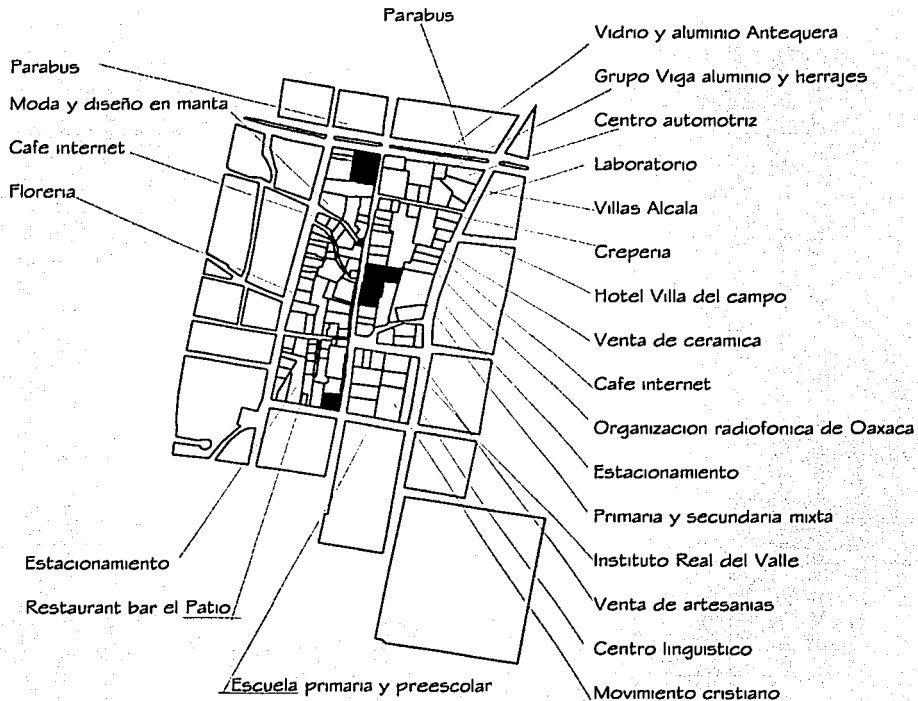 Parabus
Parabus
Moda y diseño en manta
Cafe internet
Floreria
Vidrio y aluminio Antequera
Grupo Viga aluminio y herrajes
Centro automotriz
Laboratorio
Villas Alcala
Creperia
Hotel Villa del campo
Venta de ceramica
Cafe internet
Organizacion radiofonica de Oaxaca
Estacionamiento
Primaria y secundaria mixta
Instituto Real del Valle
Venta de artesanias
Centro linguistico
Movimiento cristiano
Estacionamiento
Restaurant bar el Patio
Escuela primaria y preescolar